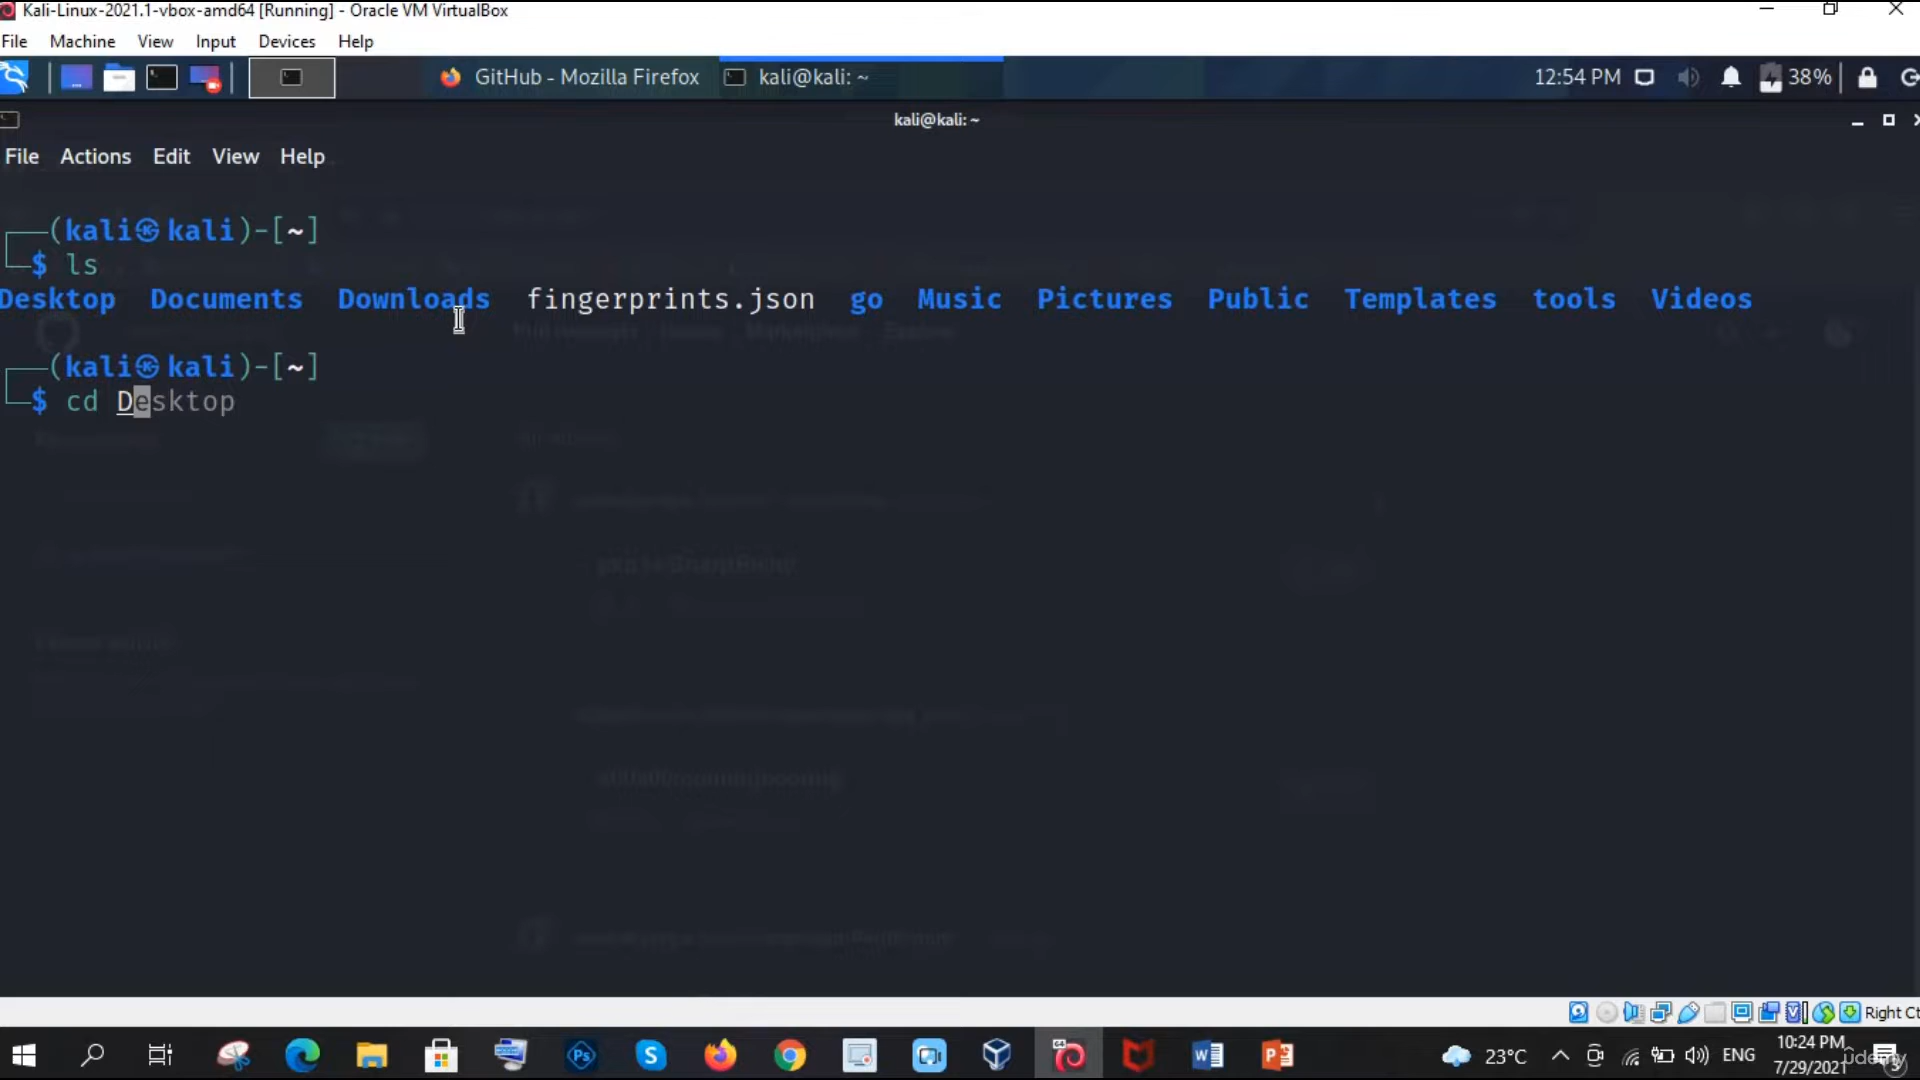 Kali-Linux-2021.1-vbox-amd64 [Running] - Oracle VM VirtualBox
File Machine View Input Devices Help
GitHub - Mozilla Firefox kali@kali: ~ 12:54 PM 38%
kali@kali: ~
File Actions Edit View Help
(kali㉿kali)-[~]
$ ls
Desktop Documents Downloads fingerprints.json go Music Pictures Public Templates tools Videos
(kali㉿kali)-[~]
$ cd Desktop
Right Ct
23°C ENG 10:24 PM
7/29/2021 ûdemy 3